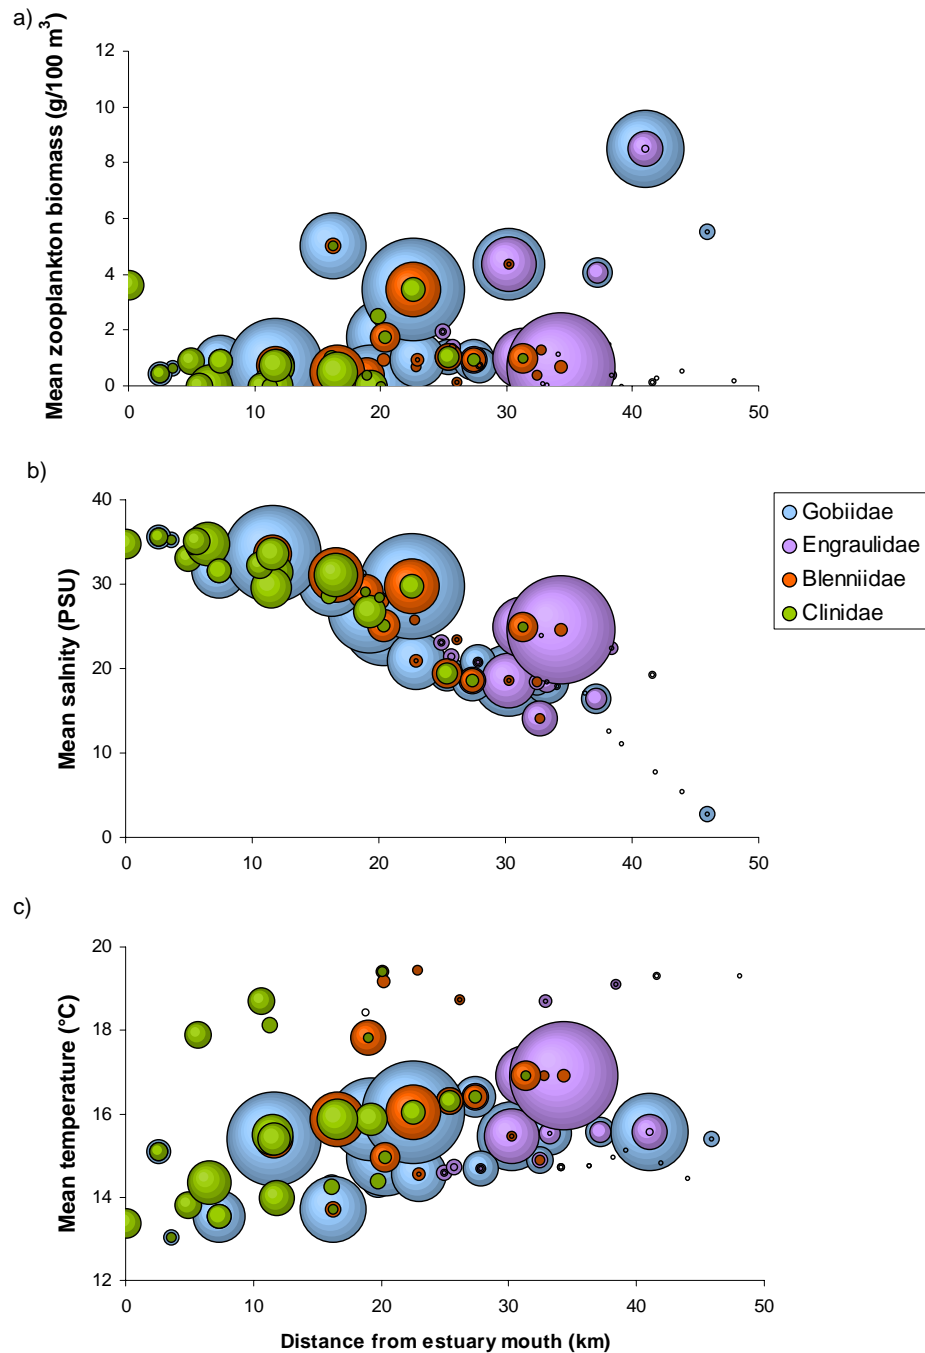 a)
Mean zooplankton biomass (g/100 m³)
12
10
8
6
4
2
0
0 10 20 30 40 50
b)
Mean salnity (PSU)
40
30
20
10
0
0 10 20 30 40 50
Gobiidae
Engraulidae
Blenniidae
Clinidae
c)
Mean temperature (°C)
20
18
16
14
12
0 10 20 30 40 50
Distance from estuary mouth (km)